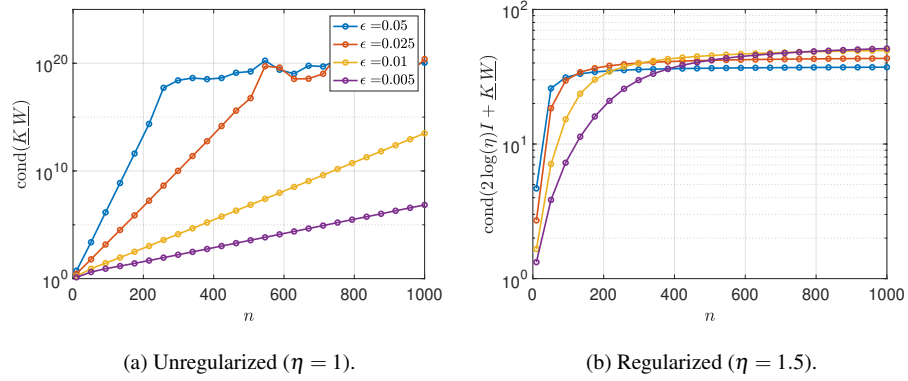 10^20
10^10
10^0
cond(K W)
0 200 400 600 800 1000
n
ϵ =0.05
ϵ =0.025
ϵ =0.01
ϵ =0.005
(a) Unregularized (η = 1).
10^2
10^1
10^0
cond(2 log(η)I + K W)
0 200 400 600 800 1000
n
(b) Regularized (η = 1.5).